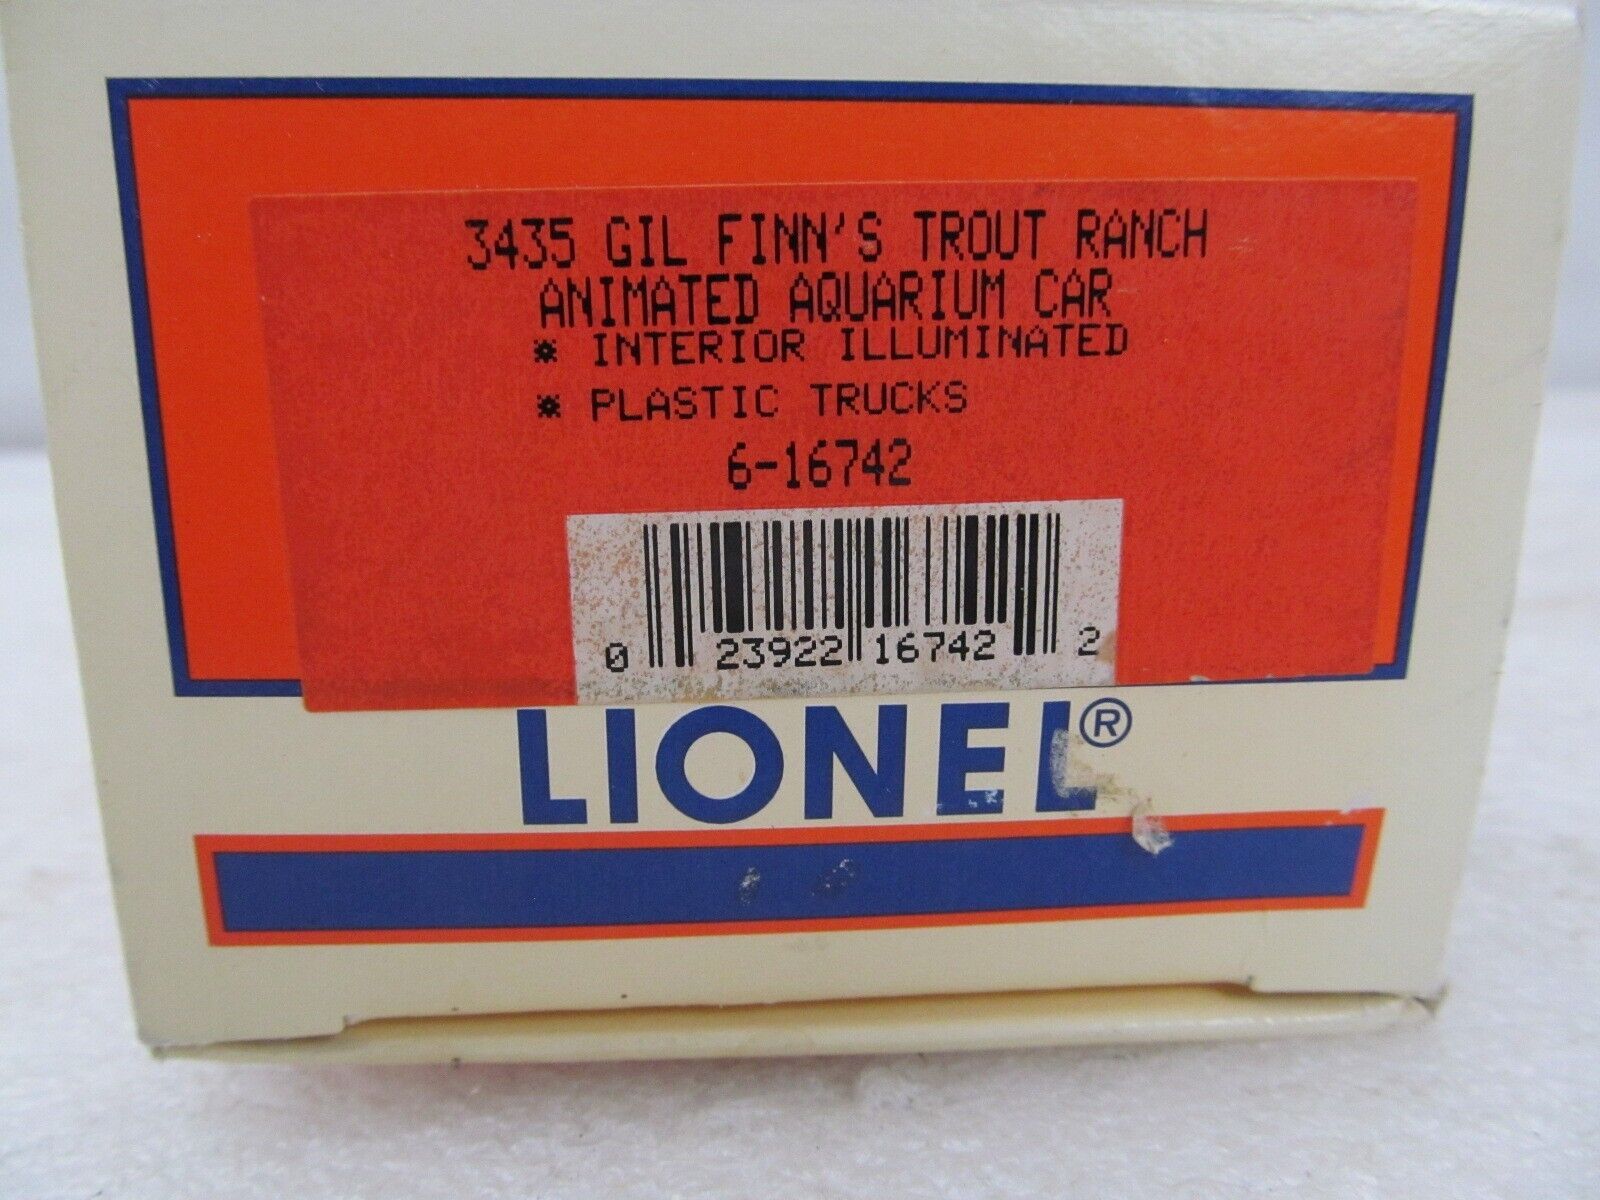 3435 GIL FINN'S TROUT RANCH
ANIMATED AQUARIUM CAR
* INTERIOR ILLUMINATED
* PLASTIC TRUCKS
6-16742
0 23922 16742 2
LIONEL®